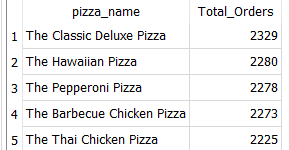 pizza_name Total_Orders
1 The Classic Deluxe Pizza 2329
2 The Hawaiian Pizza 2280
3 The Pepperoni Pizza 2278
4 The Barbecue Chicken Pizza 2273
5 The Thai Chicken Pizza 2225